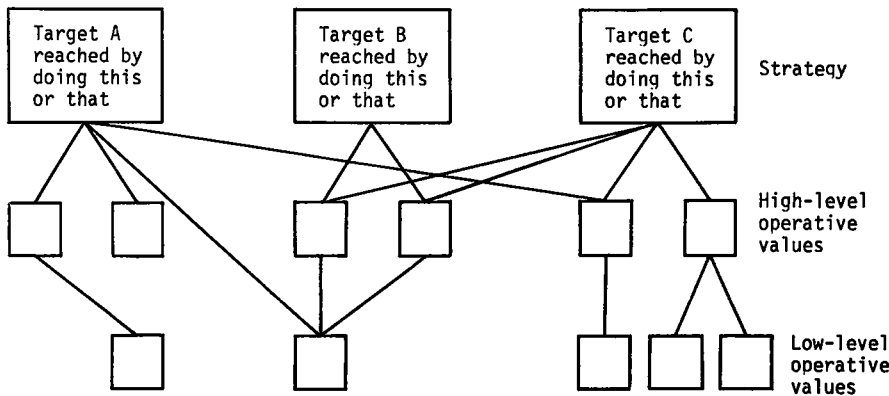 Target A
reached by
doing this
or that
Target B
reached by
doing this
or that
Target C
reached by
doing this
or that
Strateqy
High-level
operative
values
Low-level
operative
values